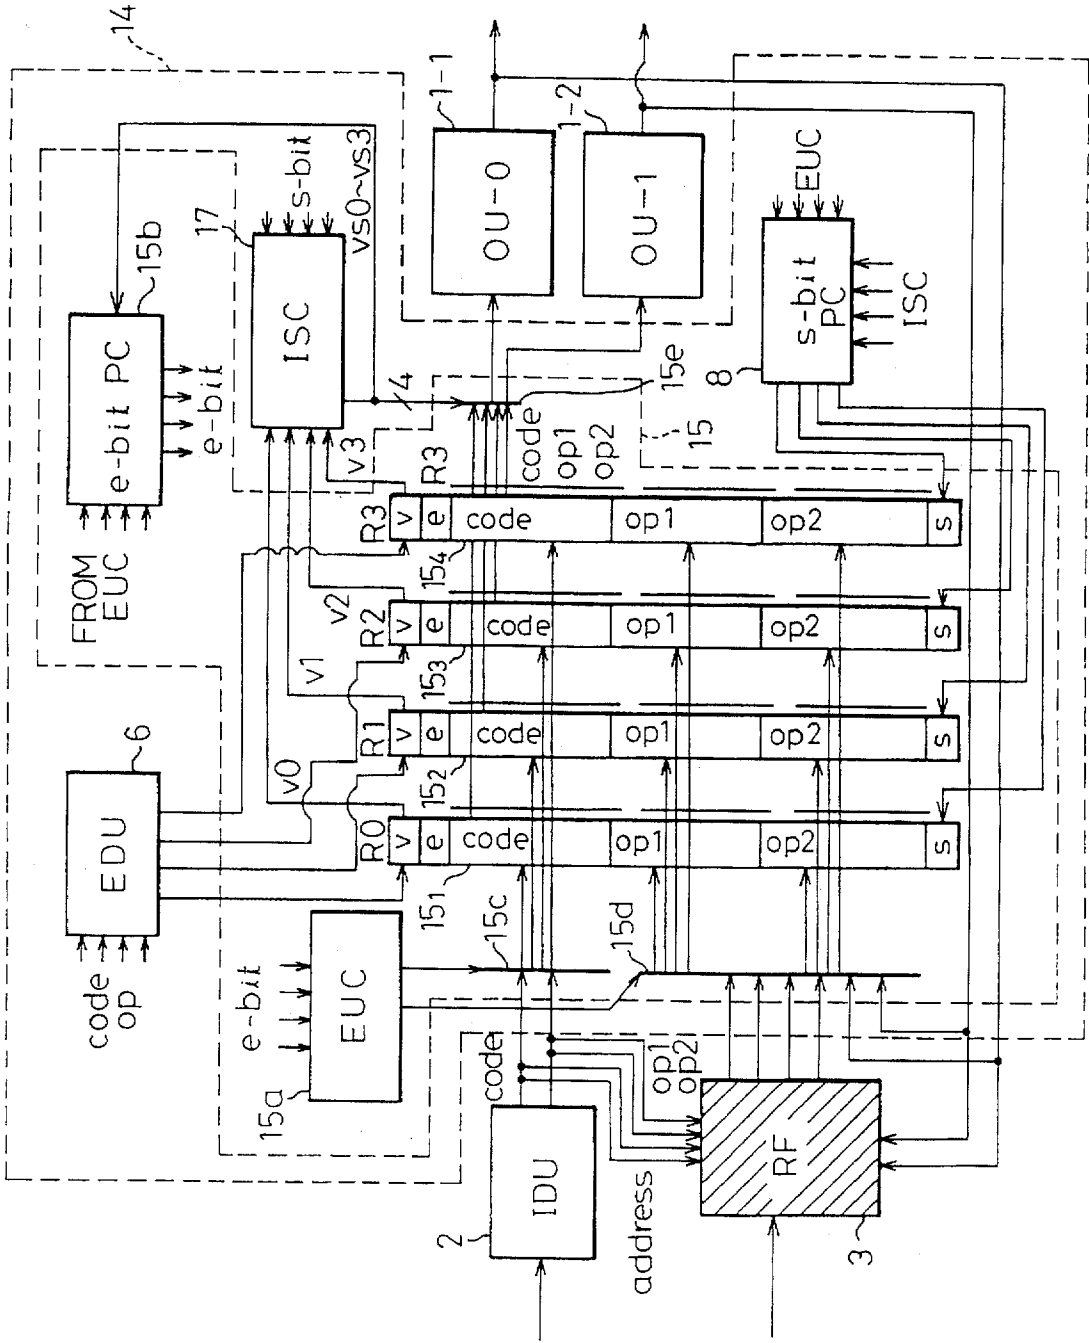 14
FROM
EUC
e-bit PC
15b
e-bit
17
ISC
s-bit
vs0~vs3
4
EDU
6
code
op
v0
v1
v2
v3
e-bit
EUC
15a
15c
15d
R0
v
e
code
op1
op2
s
151
R1
v
e
code
op1
op2
s
152
R2
v
e
code
op1
op2
s
153
R3
v
e
code
op1
op2
s
154
R3
code
op1
op2
15e
15
OU-0
1-1
OU-1
1-2
s-bit
PC
8
EUC
ISC
IDU
2
code
address
op1
op2
RF
3